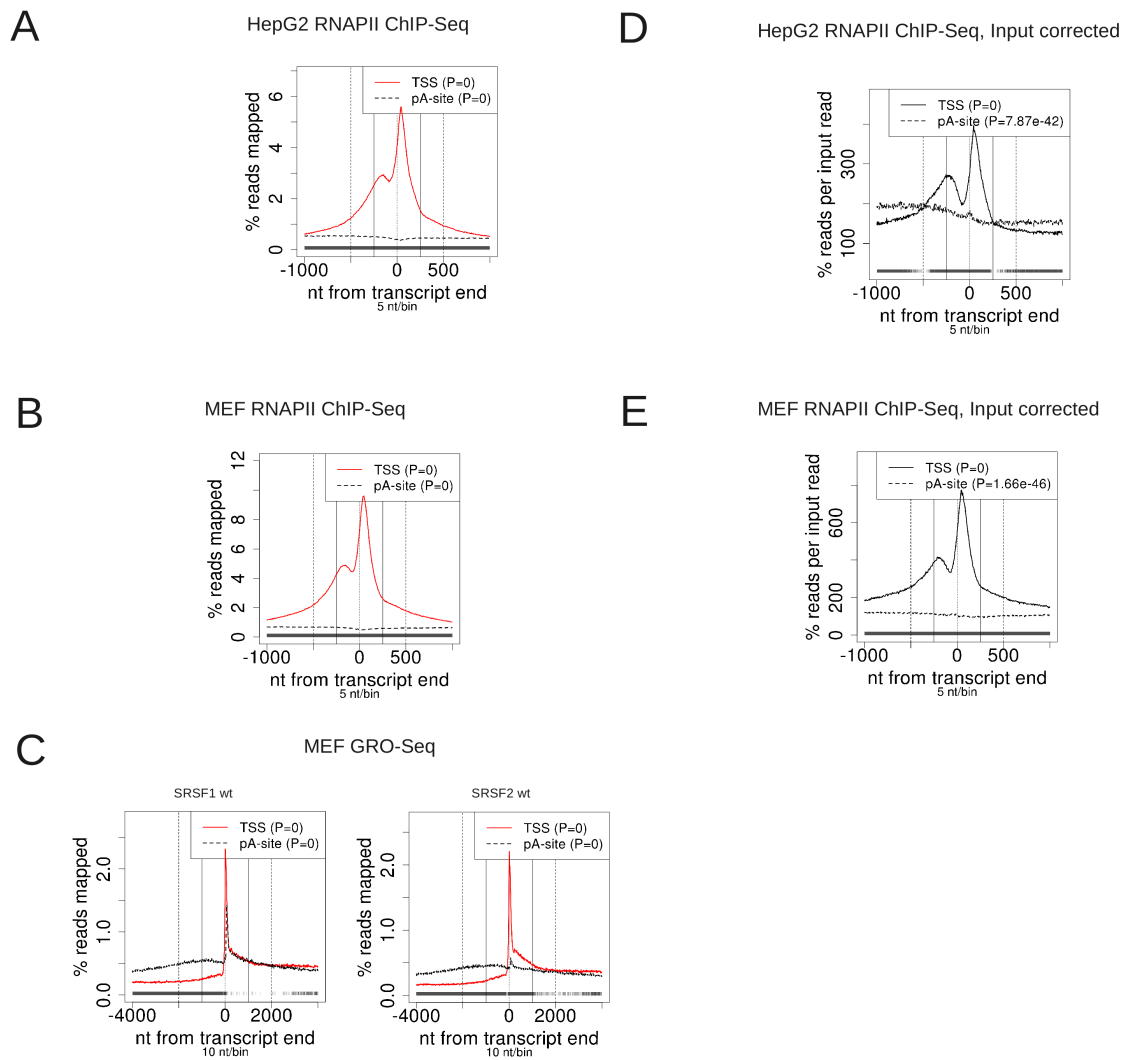 A
HepG2 RNAPII ChIP-Seq
% reads mapped
0 2 4 6
TSS (P=0)
pA-site (P=0)
-1000 0 500
nt from transcript end
5 nt/bin
D
HepG2 RNAPII ChIP-Seq, Input corrected
% reads per input read
100 300
TSS (P=0)
pA-site (P=7.87e-42)
-1000 0 500
nt from transcript end
5 nt/bin
B
MEF RNAPII ChIP-Seq
% reads mapped
0 2 4 6 8 12
TSS (P=0)
pA-site (P=0)
-1000 0 500
nt from transcript end
5 nt/bin
E
MEF RNAPII ChIP-Seq, Input corrected
% reads per input read
0 200 600
TSS (P=0)
pA-site (P=1.66e-46)
-1000 0 500
nt from transcript end
5 nt/bin
C
MEF GRO-Seq
SRSF1 wt
% reads mapped
0.0 1.0 2.0
TSS (P=0)
pA-site (P=0)
-4000 0 2000
nt from transcript end
10 nt/bin
SRSF2 wt
% reads mapped
0.0 1.0 2.0
TSS (P=0)
pA-site (P=0)
-4000 0 2000
nt from transcript end
10 nt/bin